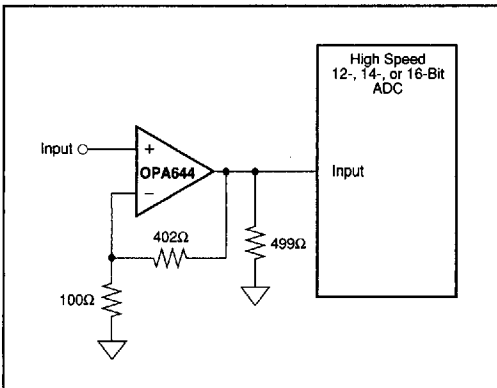 High Speed
12-, 14-, or 16-Bit
ADC
Input
+
OPA644
Input
−
402Ω
499Ω
100Ω